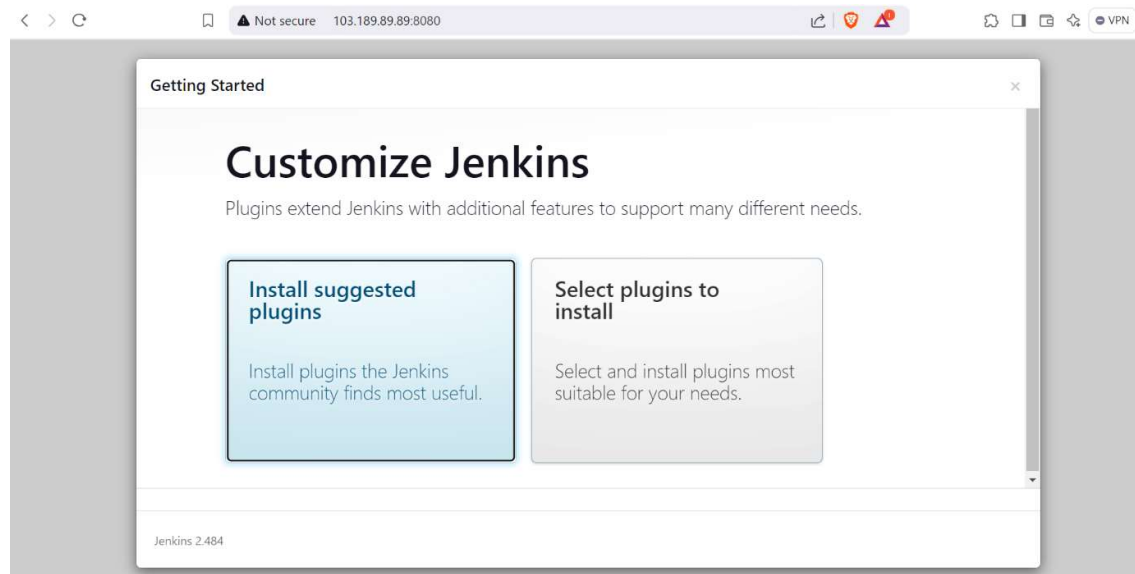 Not secure 103.189.89.89:8080
VPN
Getting Started
Customize Jenkins
Plugins extend Jenkins with additional features to support many different needs.
Install suggested
plugins
Install plugins the Jenkins
community finds most useful.
Select plugins to
install
Select and install plugins most
suitable for your needs.
Jenkins 2.484